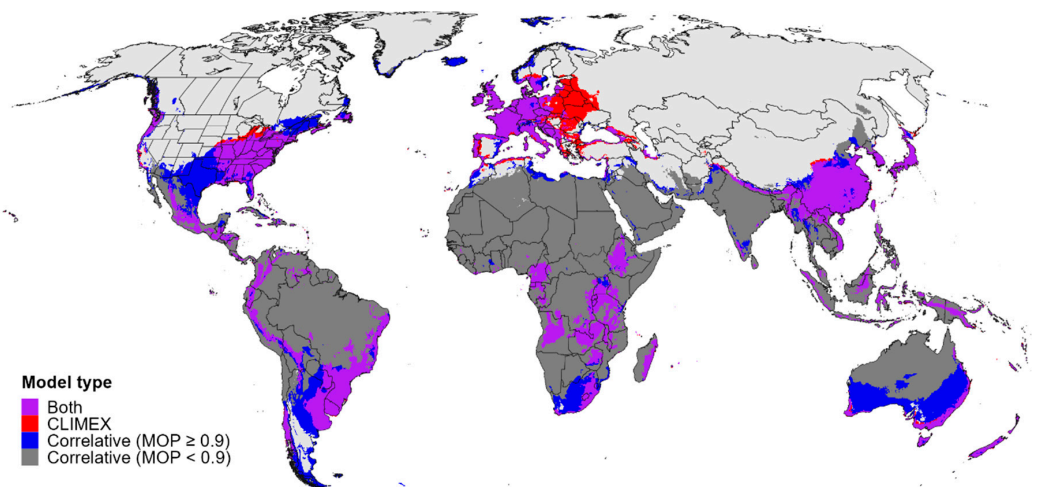 Model type
Both
CLIMEX
Correlative (MOP ≥ 0.9)
Correlative (MOP < 0.9)